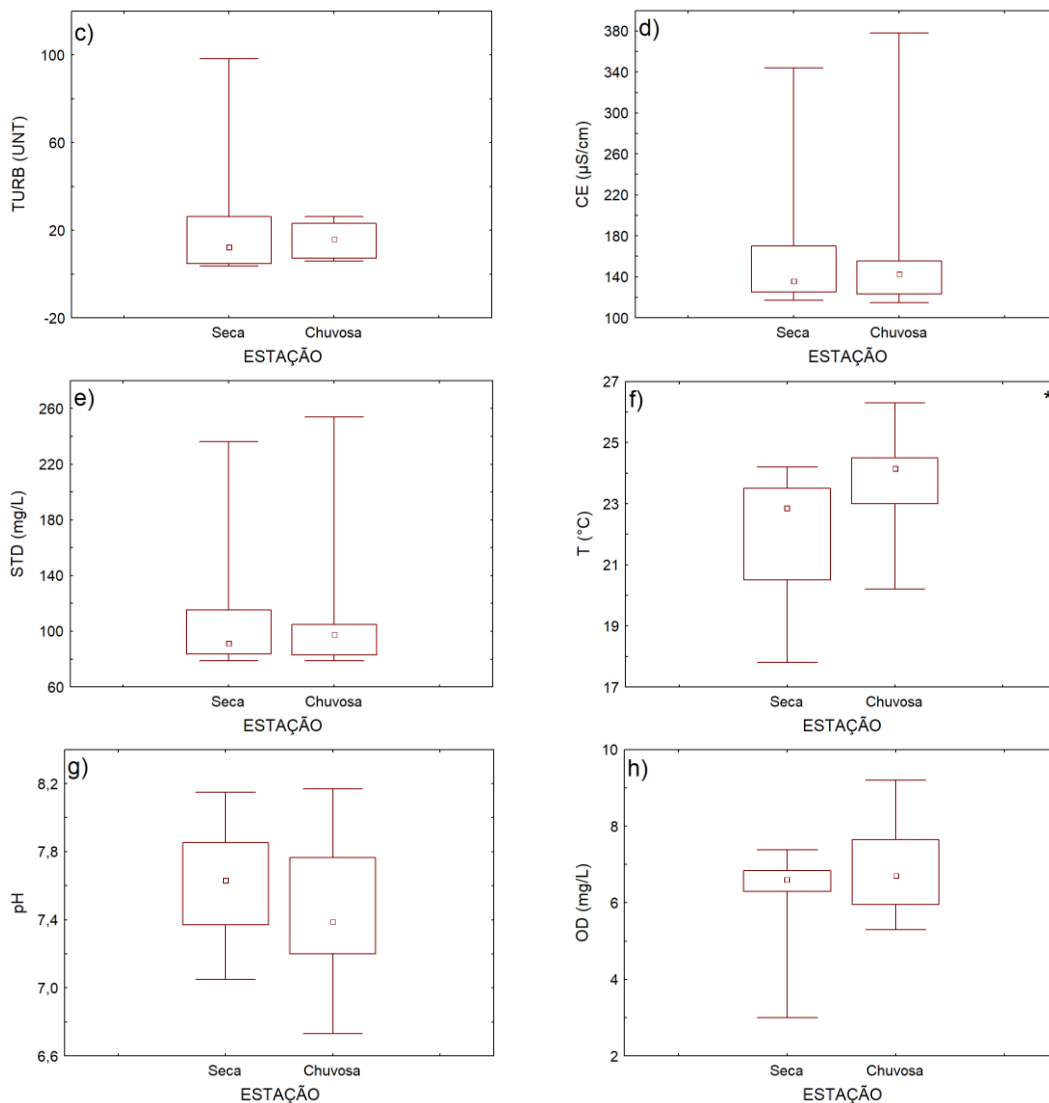 c)
100
60
20
-20
TURB (UNT)
Seca Chuvosa
ESTAÇÃO
d)
380
340
300
260
220
180
140
100
CE (µS/cm)
Seca Chuvosa
ESTAÇÃO
e)
260
220
180
140
100
60
STD (mg/L)
Seca Chuvosa
ESTAÇÃO
f)
*
27
25
23
21
19
17
T (°C)
Seca Chuvosa
ESTAÇÃO
g)
8,2
7,8
7,4
7,0
6,6
pH
Seca Chuvosa
ESTAÇÃO
h)
10
8
6
4
2
OD (mg/L)
Seca Chuvosa
ESTAÇÃO